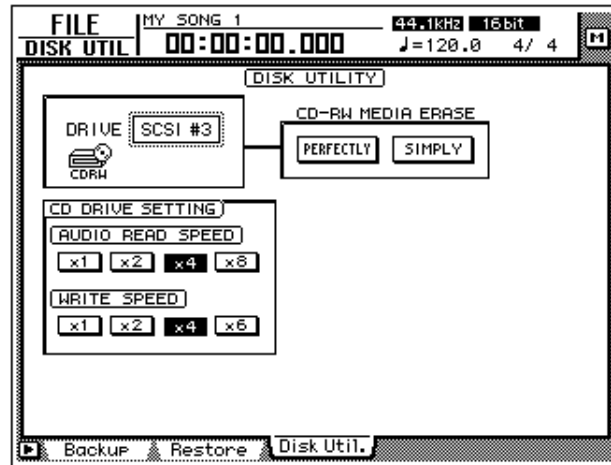 FILE MY SONG 1 44.1kHz 16bit
DISK UTIL 00:00:00.000 ♩=120.0 4/ 4 M
DISK UTILITY
DRIVE SCSI #3
CDRW
CD-RW MEDIA ERASE
PERFECTLY SIMPLY
CD DRIVE SETTING
AUDIO READ SPEED
x1 x2 x4 x8
WRITE SPEED
x1 x2 x4 x6
Backup Restore Disk Util.